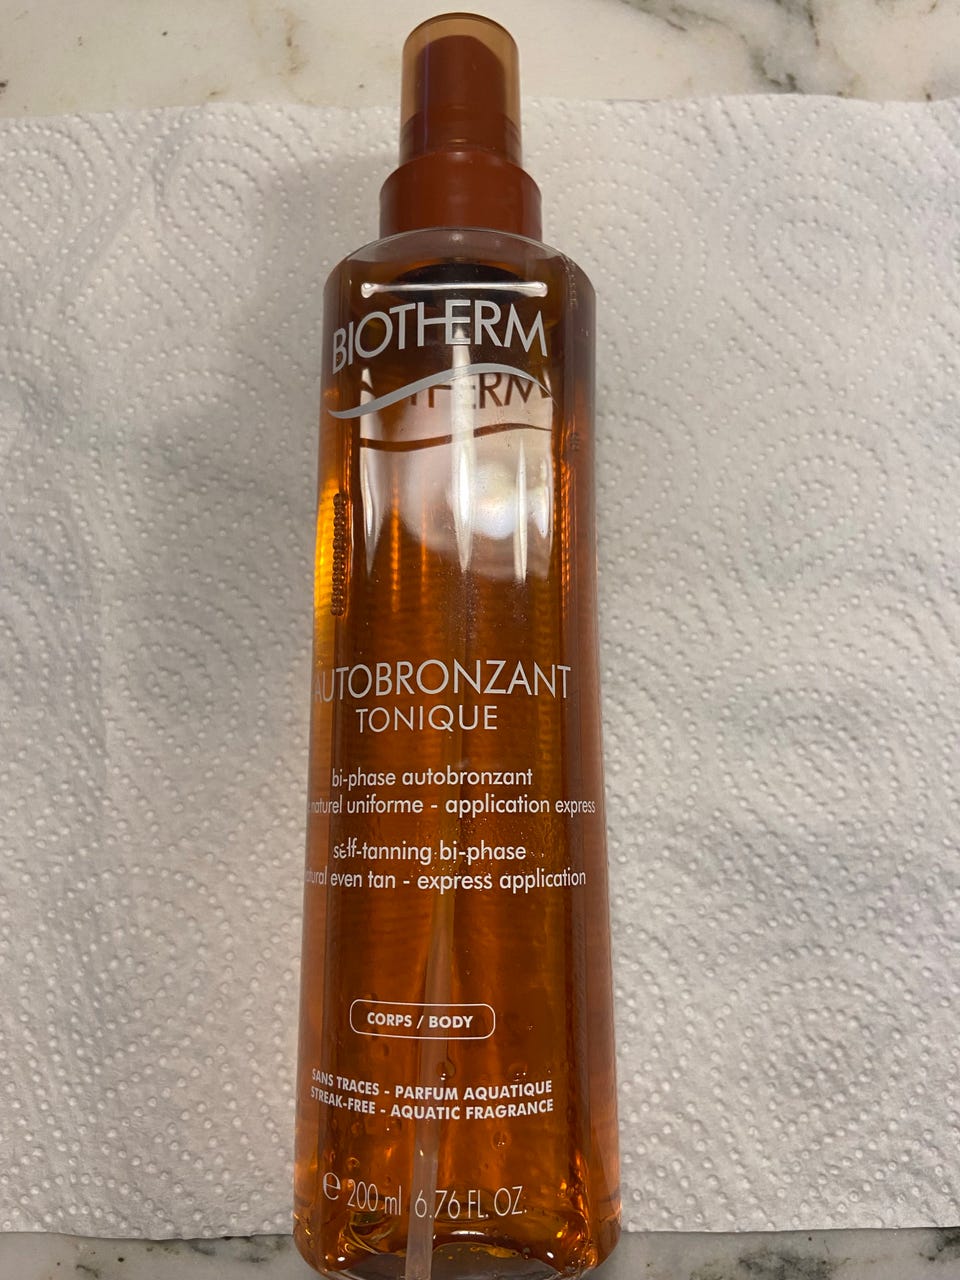 BIOTHERM
AUTOBRONZANT
TONIQUE
bi-phase autobronzant
naturel uniforme - application express
self-tanning bi-phase
even tan - express application
CORPS / BODY
SANS TRACES - PARFUM AQUATIQUE
STREAK-FREE - AQUATIC FRAGRANCE
℮ 200 ml 6.76 FL. OZ.